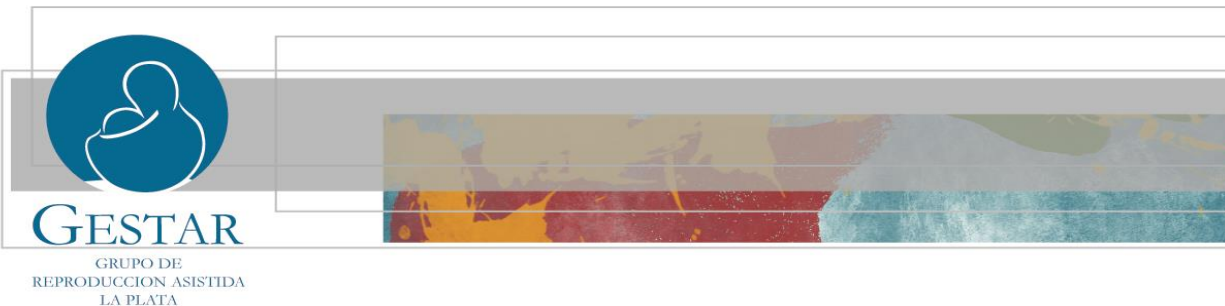 GESTAR
GRUPO DE
REPRODUCCION ASISTIDA
LA PLATA